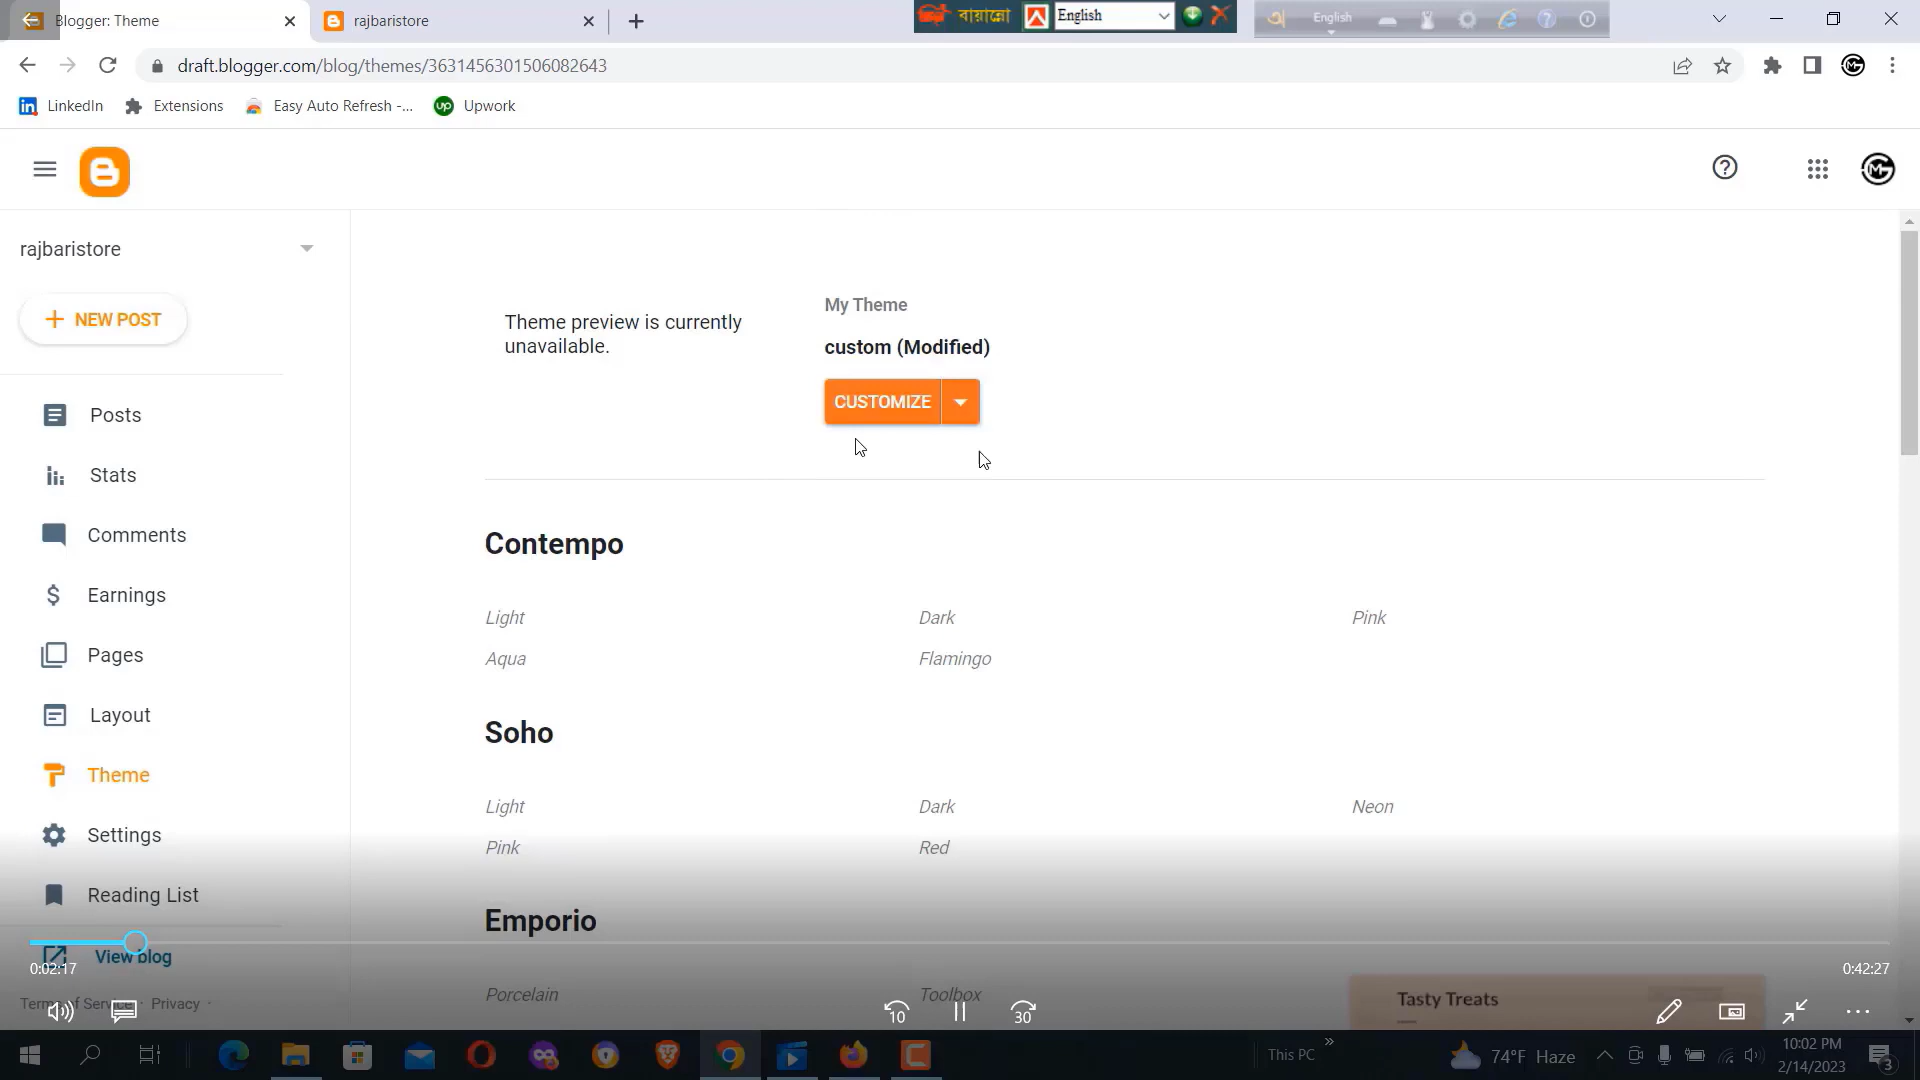 Blogger: Theme
rajbaristore
বায়ান্নো
English
English
draft.blogger.com/blog/themes/3631456301506082643
LinkedIn
Extensions
Easy Auto Refresh -...
Upwork
rajbaristore
NEW POST
Posts
Stats
Comments
Earnings
Pages
Layout
Theme
Settings
Reading List
View blog
Terms of Service · Privacy ·
Theme preview is currently
unavailable.
My Theme
custom (Modified)
CUSTOMIZE
Contempo
Light
Dark
Pink
Aqua
Flamingo
Soho
Light
Dark
Neon
Pink
Red
Emporio
Porcelain
Toolbox
Tasty Treats
0:02:17
0:42:27
10
30
This PC
74°F Haze
10:02 PM
2/14/2023
3